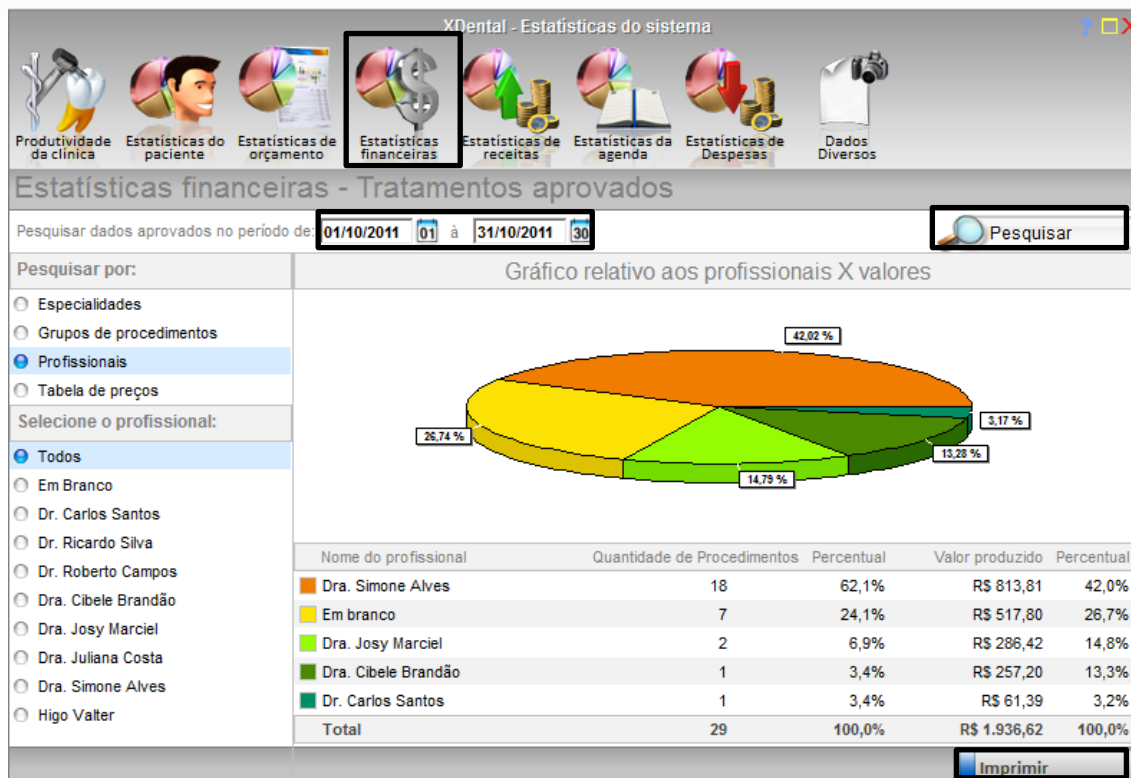 XDental - Estatísticas do sistema
?
Produtividade da clínica
Estatísticas do paciente
Estatísticas de orçamento
Estatísticas financeiras
Estatísticas de receitas
Estatísticas da agenda
Estatísticas de Despesas
Dados Diversos
Estatísticas financeiras - Tratamentos aprovados
Pesquisar dados aprovados no período de: 01/10/2011 01 à 31/10/2011 30 Pesquisar
Pesquisar por:
Especialidades
Grupos de procedimentos
Profissionais
Tabela de preços
Selecione o profissional:
Todos
Em Branco
Dr. Carlos Santos
Dr. Ricardo Silva
Dr. Roberto Campos
Dra. Cibele Brandão
Dra. Josy Marciel
Dra. Juliana Costa
Dra. Simone Alves
Higo Valter
Gráfico relativo aos profissionais X valores
42,02 %
3,17 %
26,74 %
13,28 %
14,79 %
Nome do profissional Quantidade de Procedimentos Percentual Valor produzido Percentual
Dra. Simone Alves 18 62,1% R$ 813,81 42,0%
Em branco 7 24,1% R$ 517,80 26,7%
Dra. Josy Marciel 2 6,9% R$ 286,42 14,8%
Dra. Cibele Brandão 1 3,4% R$ 257,20 13,3%
Dr. Carlos Santos 1 3,4% R$ 61,39 3,2%
Total 29 100,0% R$ 1.936,62 100,0%
Imprimir